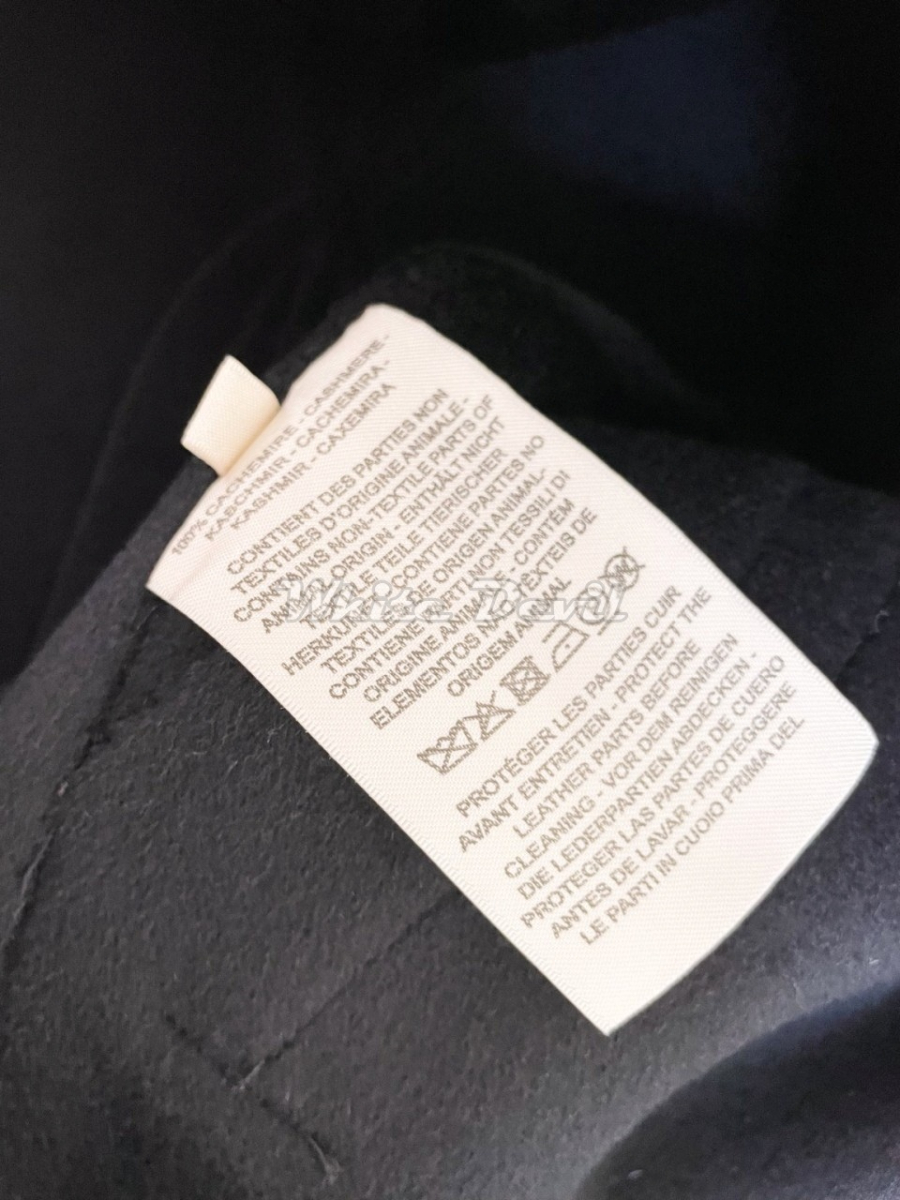 100% CACHEMIRE - CASHMERE -
KASCHMIR - CACHEMIRA -
KASHMIR - CAXEMIRA
CONTIENT DES PARTIES NON
TEXTILES D'ORIGINE ANIMALE -
CONTAINS NON-TEXTILE PARTS OF
ANIMAL ORIGIN - ENTHÄLT NICHT
TEXTILE TEILE TIERISCHER
HERKUNFT - CONTIENE PARTES NO
TEXTILES DE ORIGEN ANIMAL-
CONTIENE PARTI NON TESSILI DI
ORIGIINE ANIMALE - CONTÉM
ELEMENTOS NÃO TÊXTEIS DE
ORIGEM ANIMAL
PROTÉGER LES PARTIES CUIR
AVANT ENTRETIEN - PROTECT THE
LEATHER PARTS BEFORE
CLEANING - VOR DEM REINIGEN
DIE LEDERPARTIEN ABDECKEN -
PROTEGER LAS PARTES DE CUERO
ANTES DE LAVAR - PROTEGGERE
LE PARTI IN CUOIO PRIMA DEL